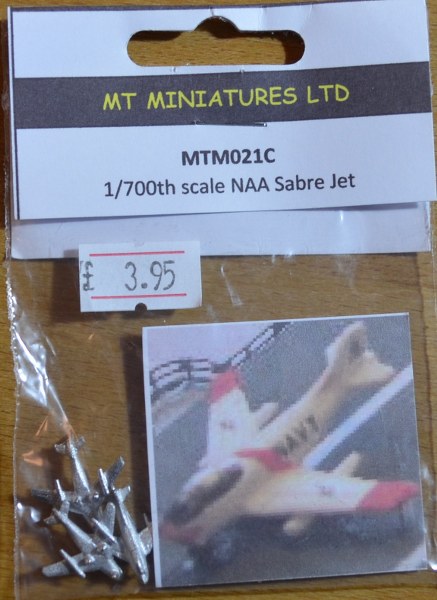 MT MINIATURES LTD
MTM021C
1/700th scale NAA Sabre Jet
£ 3.95
NAVY